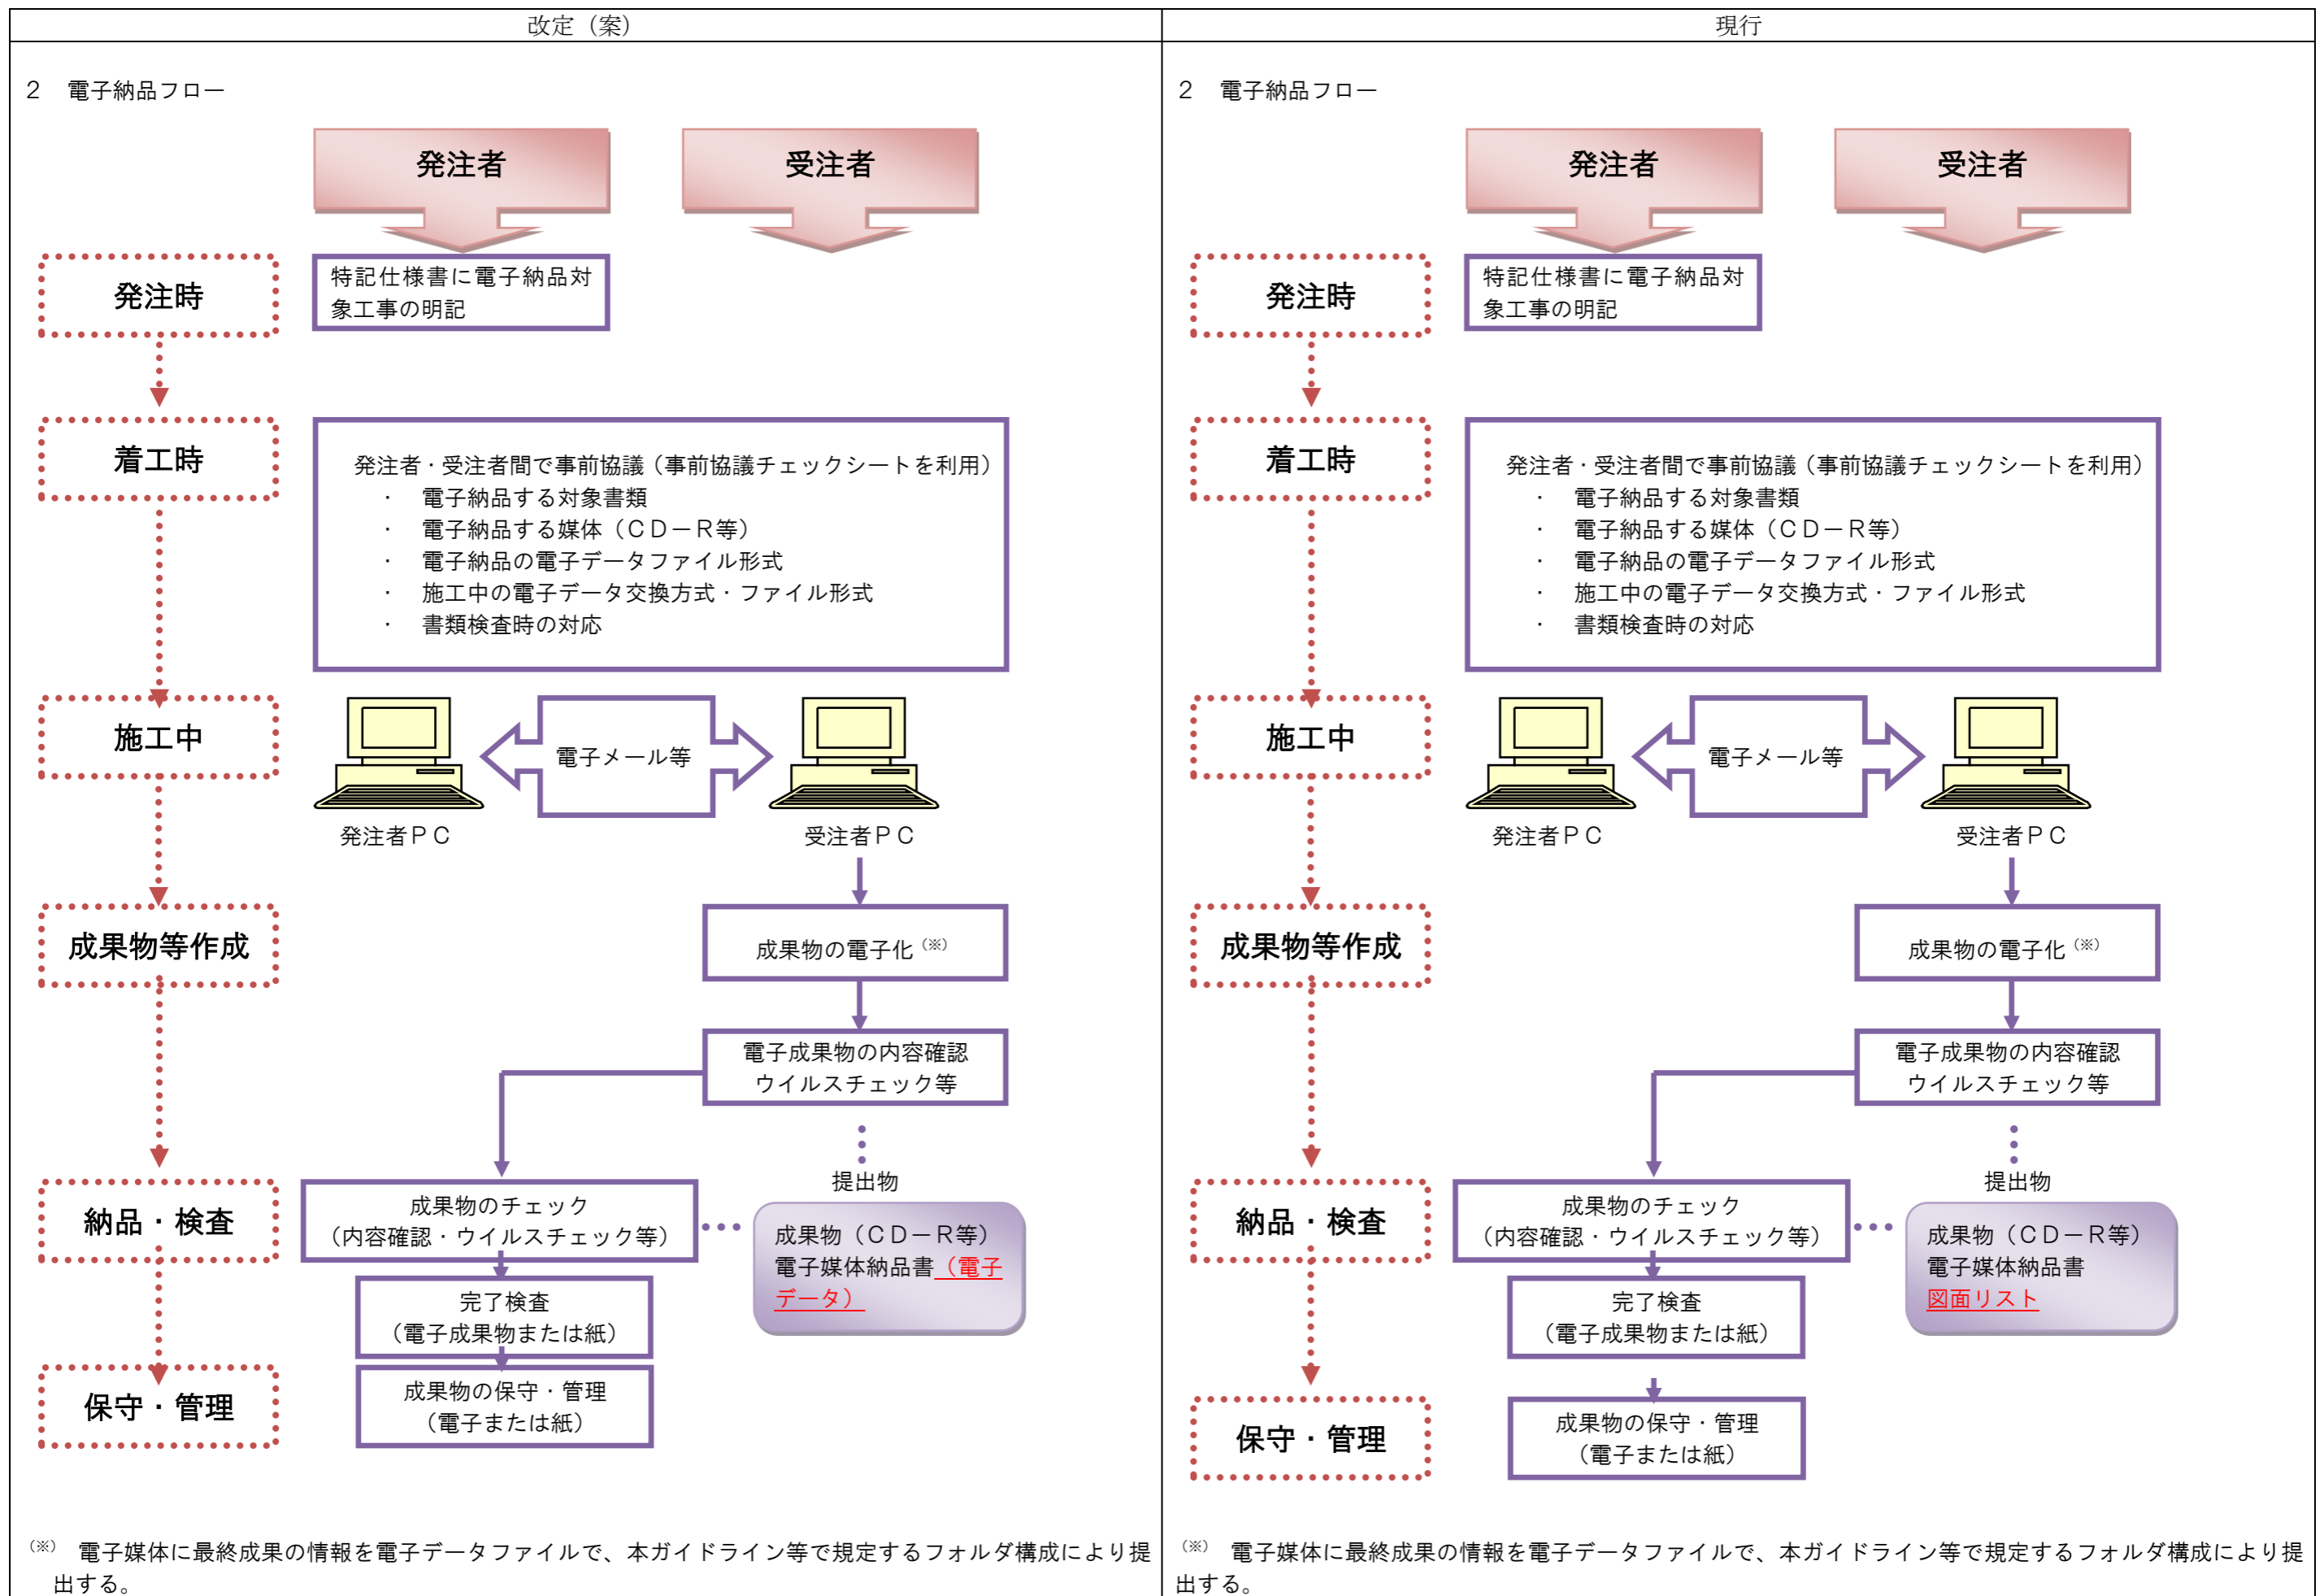 改定（案）
２　電子納品フロー
発注者
受注者
発注時
特記仕様書に電子納品対
象工事の明記
着工時
発注者・受注者間で事前協議（事前協議チェックシートを利用）
・　電子納品する対象書類
・　電子納品する媒体（ＣＤ－Ｒ等）
・　電子納品の電子データファイル形式
・　施工中の電子データ交換方式・ファイル形式
・　書類検査時の対応
施工中
電子メール等
発注者ＰＣ
受注者ＰＣ
成果物等作成
成果物の電子化（※）
電子成果物の内容確認
ウイルスチェック等
提出物
納品・検査
成果物のチェック
（内容確認・ウイルスチェック等）
成果物（ＣＤ－Ｒ等）
電子媒体納品書（電子
データ）
完了検査
（電子成果物または紙）
保守・管理
成果物の保守・管理
（電子または紙）
（※）　電子媒体に最終成果の情報を電子データファイルで、本ガイドライン等で規定するフォルダ構成により提
出する。
現行
２　電子納品フロー
発注者
受注者
発注時
特記仕様書に電子納品対
象工事の明記
着工時
発注者・受注者間で事前協議（事前協議チェックシートを利用）
・　電子納品する対象書類
・　電子納品する媒体（ＣＤ－Ｒ等）
・　電子納品の電子データファイル形式
・　施工中の電子データ交換方式・ファイル形式
・　書類検査時の対応
施工中
電子メール等
発注者ＰＣ
受注者ＰＣ
成果物等作成
成果物の電子化（※）
電子成果物の内容確認
ウイルスチェック等
提出物
納品・検査
成果物のチェック
（内容確認・ウイルスチェック等）
成果物（ＣＤ－Ｒ等）
電子媒体納品書
図面リスト
完了検査
（電子成果物または紙）
保守・管理
成果物の保守・管理
（電子または紙）
（※）　電子媒体に最終成果の情報を電子データファイルで、本ガイドライン等で規定するフォルダ構成により提
出する。